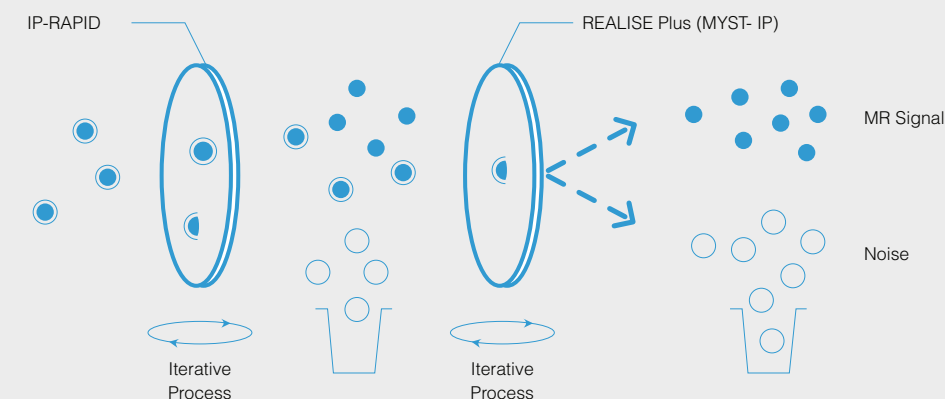 IP-RAPID
REALISE Plus (MYST- IP)
MR Signal
Noise
Iterative
Process
Iterative
Process